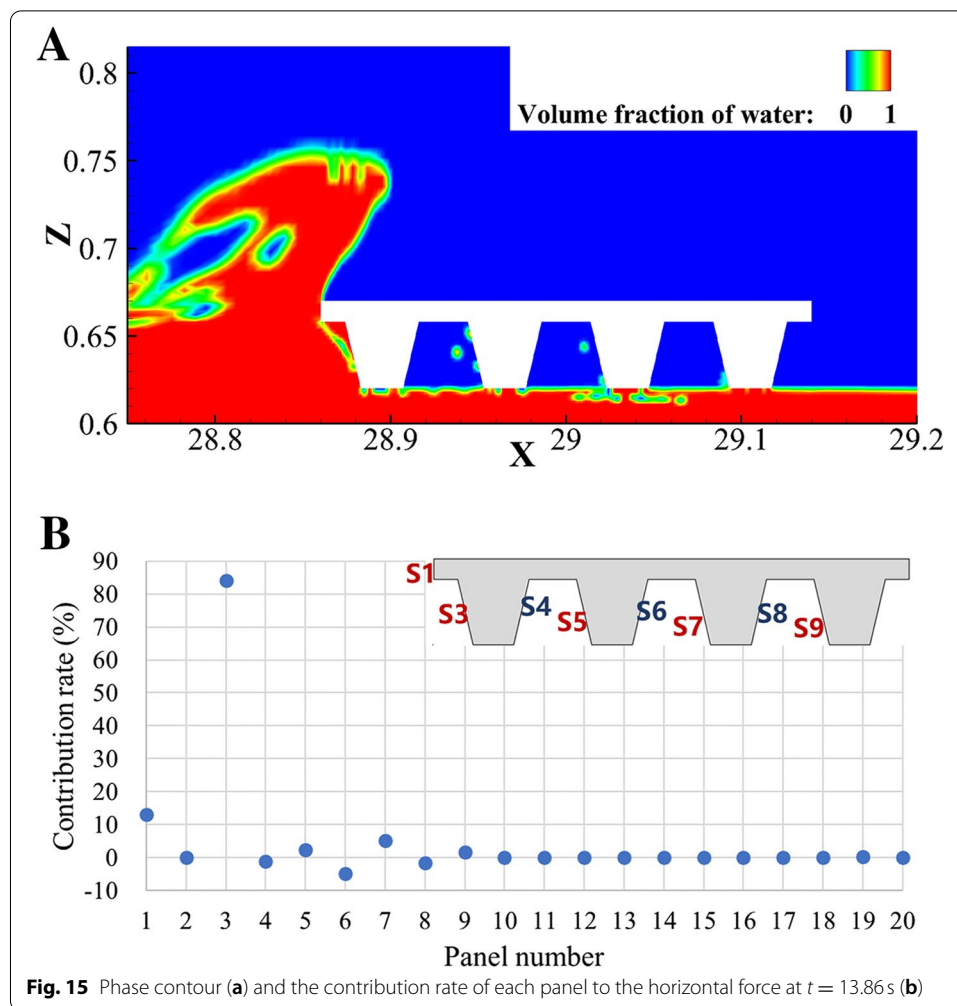 A
0.8
0.75
0.7
0.65
0.6
Z
28.8 28.9 29 29.1 29.2
X
Volume fraction of water: 0 1
B
90
80
70
60
50
40
30
20
10
0
-10
Contribution rate (%)
S1
S3 S4 S5 S6 S7 S8 S9
1 2 3 4 5 6 7 8 9 10 11 12 13 14 15 16 17 18 19 20
Panel number
Fig. 15 Phase contour (a) and the contribution rate of each panel to the horizontal force at t = 13.86 s (b)